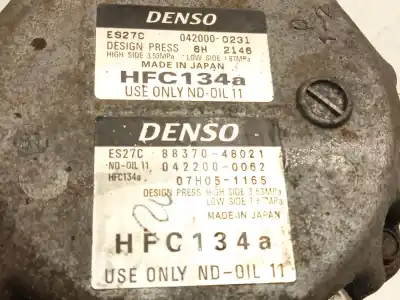 DENSO
ES27C 042000-0231
DESIGN PRESS 6H 2146
HIGH SIDE 3.53MPa LOW SIDE 1.67MPa
MADE IN JAPAN
HFC134a
USE ONLY ND-OIL 11
DENSO
ES27C 88370-48021
ND-OIL 11 042200-0062
HFC134a 07H05-1165
DESIGN PRESS HIGH SIDE 3.53MPa
LOW SIDE 1.67MPa
MADE IN JAPAN
HFC134a
USE ONLY ND-OIL 11